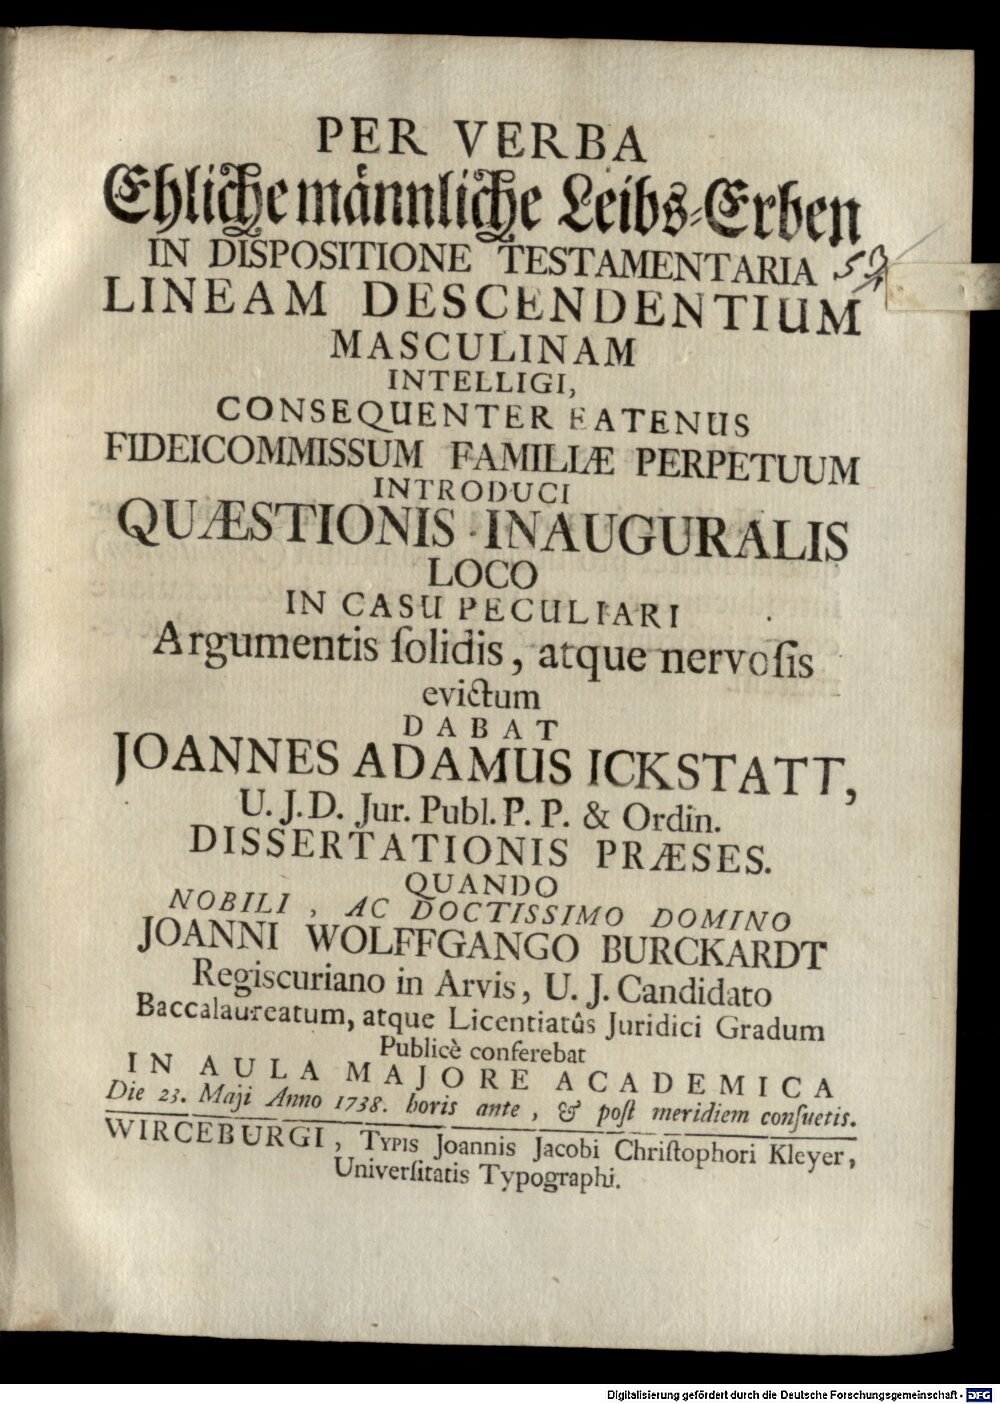 PER VERBA
Ehliche männliche Leibs-Erben
IN DISPOSITIONE TESTAMENTARIA
LINEAM DESCENDENTIUM
MASCULINAM
INTELLIGI,
CONSEQUENTER EATENUS
FIDEICOMMISSUM FAMILIÆ PERPETUUM
INTRODUCI
QUÆSTIONIS INAUGURALIS
LOCO
IN CASU PECULIARI
Argumentis ſolidis, atque nervoſis
evictum
DABAT
JOANNES ADAMUS ICKSTATT,
U. J. D. Jur. Publ. P. P. & Ordin.
DISSERTATIONIS PRÆSES.
QUANDO
NOBILI, AC DOCTISSIMO DOMINO
JOANNI WOLFFGANGO BURCKARDT
Regiscuriano in Arvis, U. J. Candidato
Baccalaureatum, atque Licentiatûs Juridici Gradum
Publicè conferebat
IN AULA MAJORE ACADEMICA
Die 23. Maji Anno 1738. horis ante, & poſt meridiem conſuetis.
WIRCEBURGI, TYPIS Joannis Jacobi Chriſtophori Kleyer,
Univerſitatis Typographi.
Digitalisierung gefördert durch die Deutsche Forschungsgemeinschaft - DFG